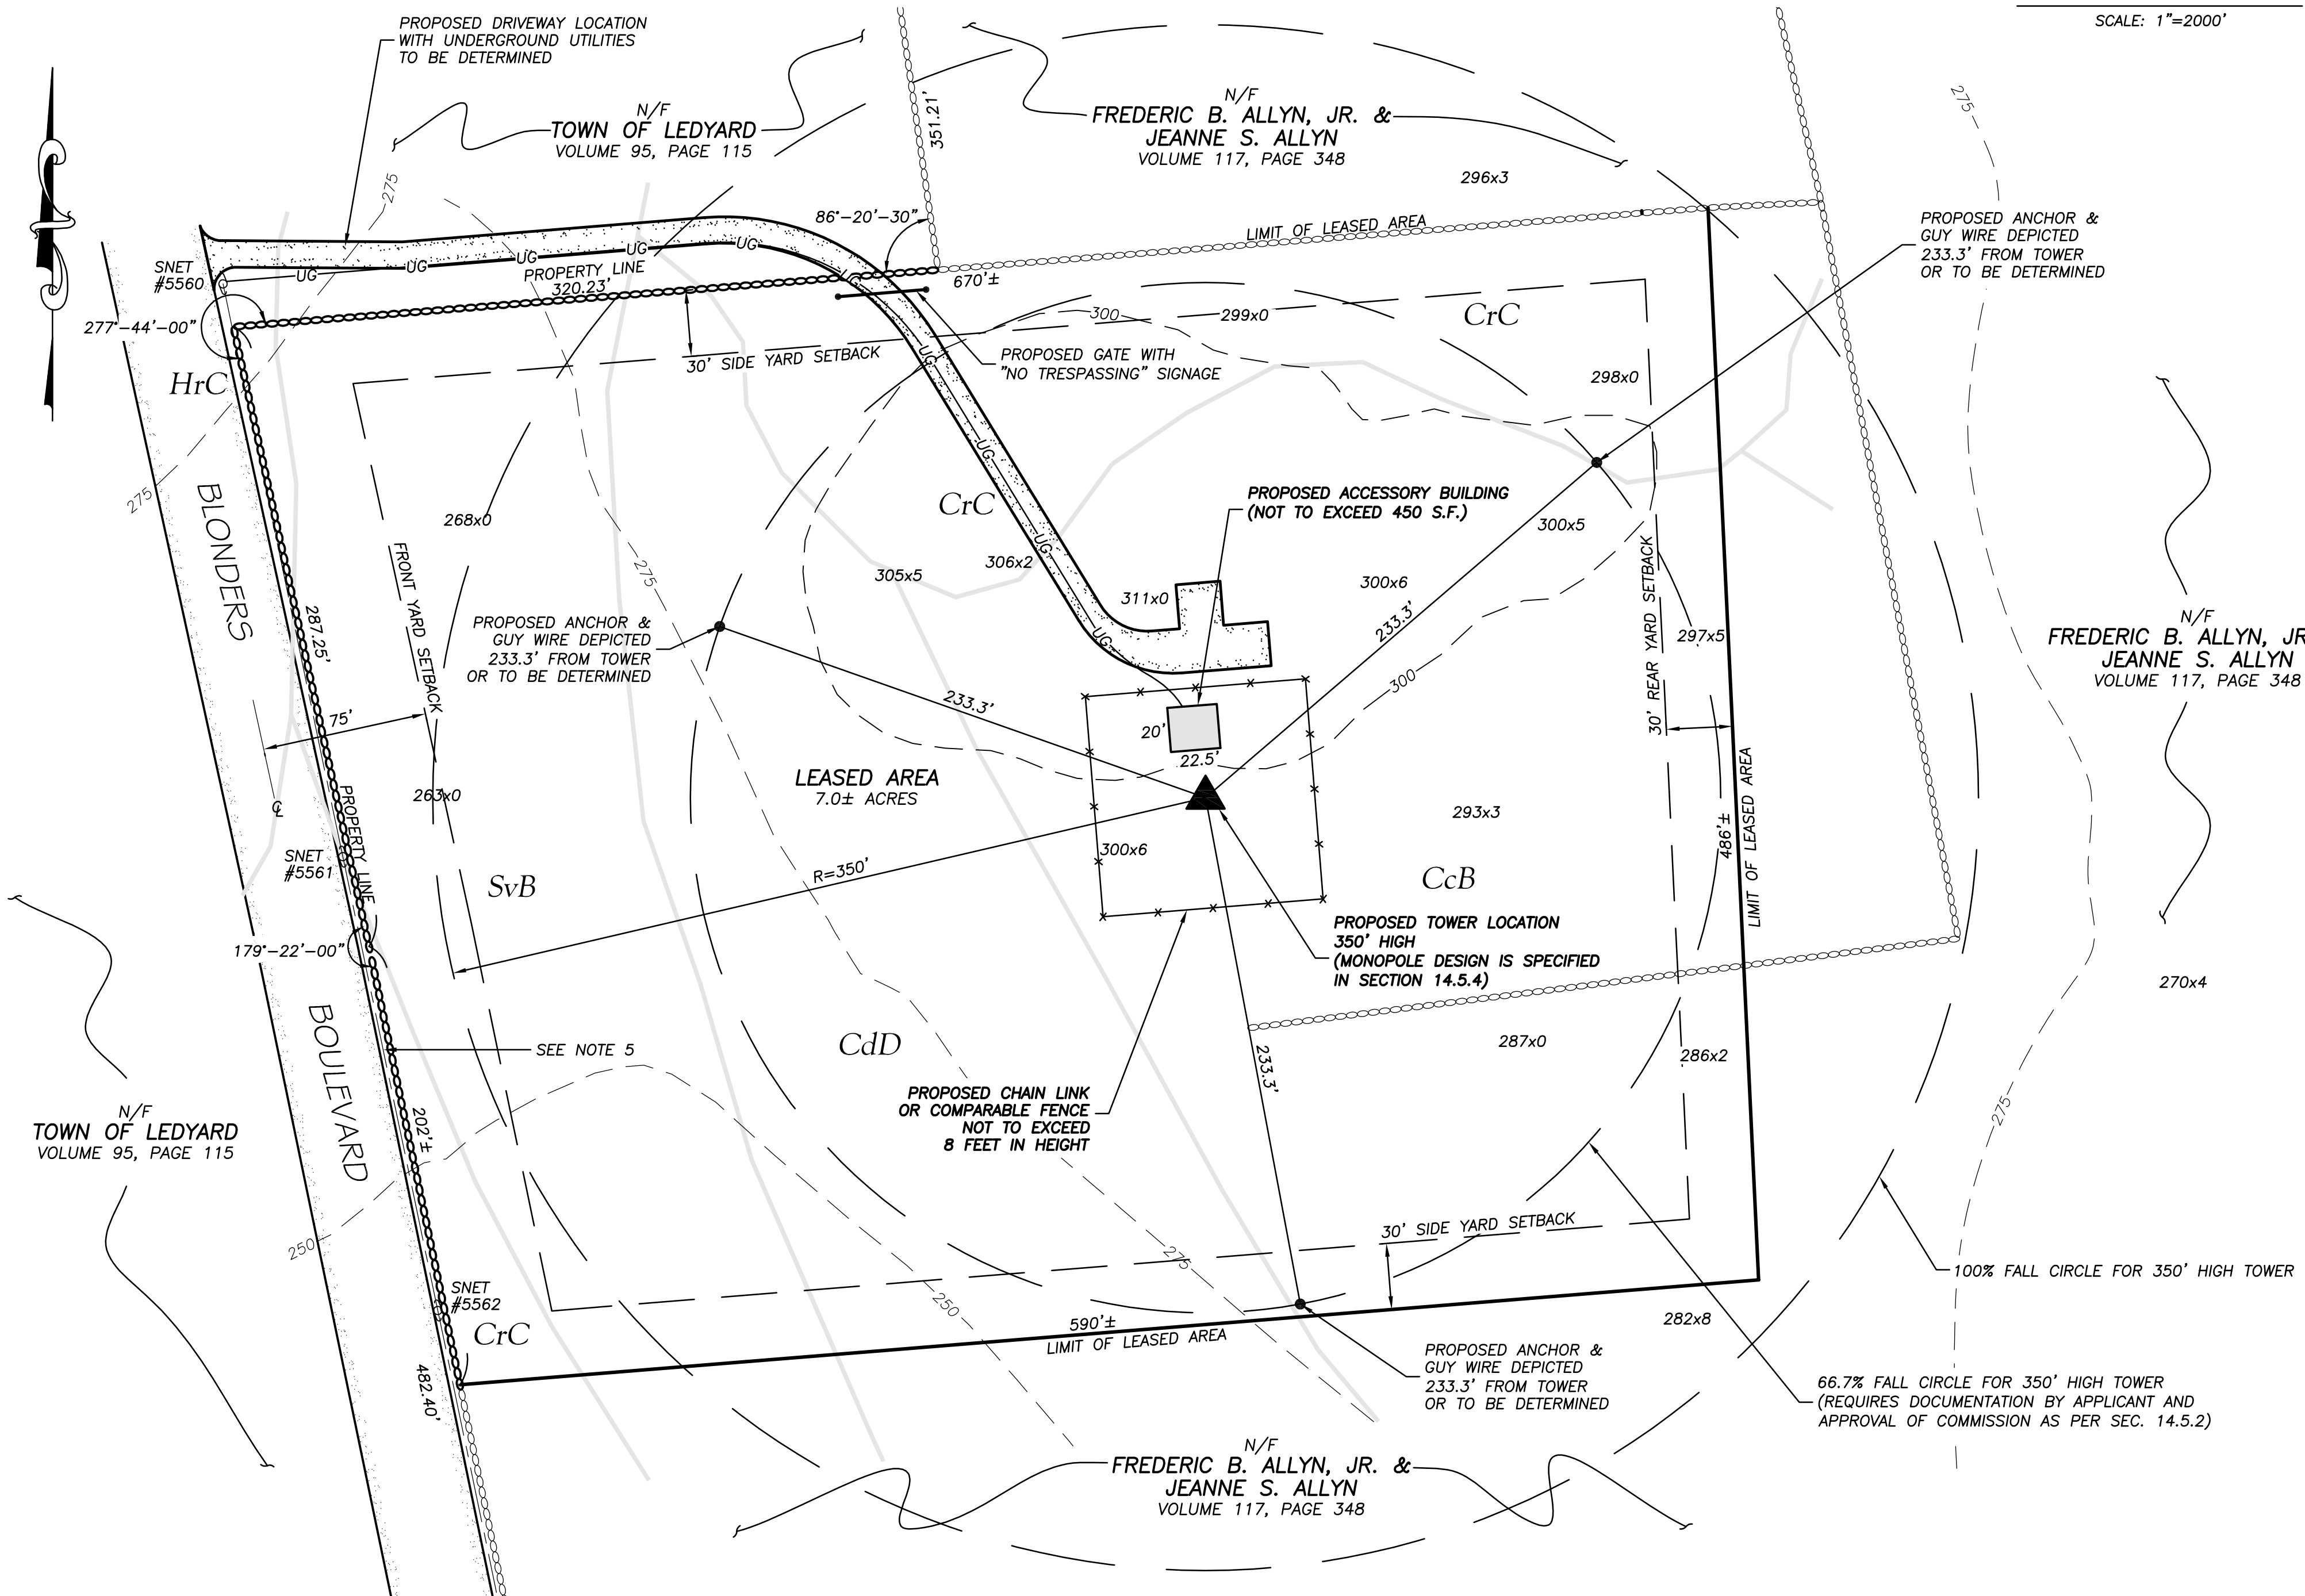 PROPOSED DRIVEWAY LOCATION
WITH UNDERGROUND UTILITIES
TO BE DETERMINED
SCALE: 1"=2000'
N/F
TOWN OF LEDYARD
VOLUME 95, PAGE 115
351.21'
N/F
FREDERIC B. ALLYN, JR. &
JEANNE S. ALLYN
VOLUME 117, PAGE 348
275
275
296x3
86°-20'-30"
LIMIT OF LEASED AREA
PROPOSED ANCHOR &
GUY WIRE DEPICTED
233.3' FROM TOWER
OR TO BE DETERMINED
SNET
#5560
UG
UG
UG
UG
UG
PROPERTY LINE
320.23'
670'±
277°-44'-00"
300
299x0
CrC
30' SIDE YARD SETBACK
UG
PROPOSED GATE WITH
"NO TRESPASSING" SIGNAGE
298x0
HrC
275
BLONDERS
268x0
UG
CrC
PROPOSED ACCESSORY BUILDING
(NOT TO EXCEED 450 S.F.)
300x5
FRONT YARD SETBACK
275
305x5
306x2
UG
300x6
311x0
30' REAR YARD SETBACK
287.25'
PROPOSED ANCHOR &
GUY WIRE DEPICTED
233.3' FROM TOWER
OR TO BE DETERMINED
UG
233.3'
297x5
N/F
FREDERIC B. ALLYN, JR
JEANNE S. ALLYN
VOLUME 117, PAGE 348
300
233.3'
75'
20'
22.5'
LEASED AREA
7.0± ACRES
263x0
℄
PROPERTY LINE
293x3
486'±
LIMIT OF LEASED AREA
SNET
#5561
300x6
R=350'
SvB
CcB
PROPOSED TOWER LOCATION
350' HIGH
(MONOPOLE DESIGN IS SPECIFIED
IN SECTION 14.5.4)
179°-22'-00"
270x4
BOULEVARD
SEE NOTE 5
CdD
287x0
286x2
233.3'
PROPOSED CHAIN LINK
OR COMPARABLE FENCE
NOT TO EXCEED
8 FEET IN HEIGHT
275
N/F
TOWN OF LEDYARD
VOLUME 95, PAGE 115
202'±
250
30' SIDE YARD SETBACK
275
100% FALL CIRCLE FOR 350' HIGH TOWER
SNET
#5562
250
CrC
590'±
LIMIT OF LEASED AREA
282x8
482.40'
PROPOSED ANCHOR &
GUY WIRE DEPICTED
233.3' FROM TOWER
OR TO BE DETERMINED
66.7% FALL CIRCLE FOR 350' HIGH TOWER
(REQUIRES DOCUMENTATION BY APPLICANT AND
APPROVAL OF COMMISSION AS PER SEC. 14.5.2)
N/F
FREDERIC B. ALLYN, JR. &
JEANNE S. ALLYN
VOLUME 117, PAGE 348